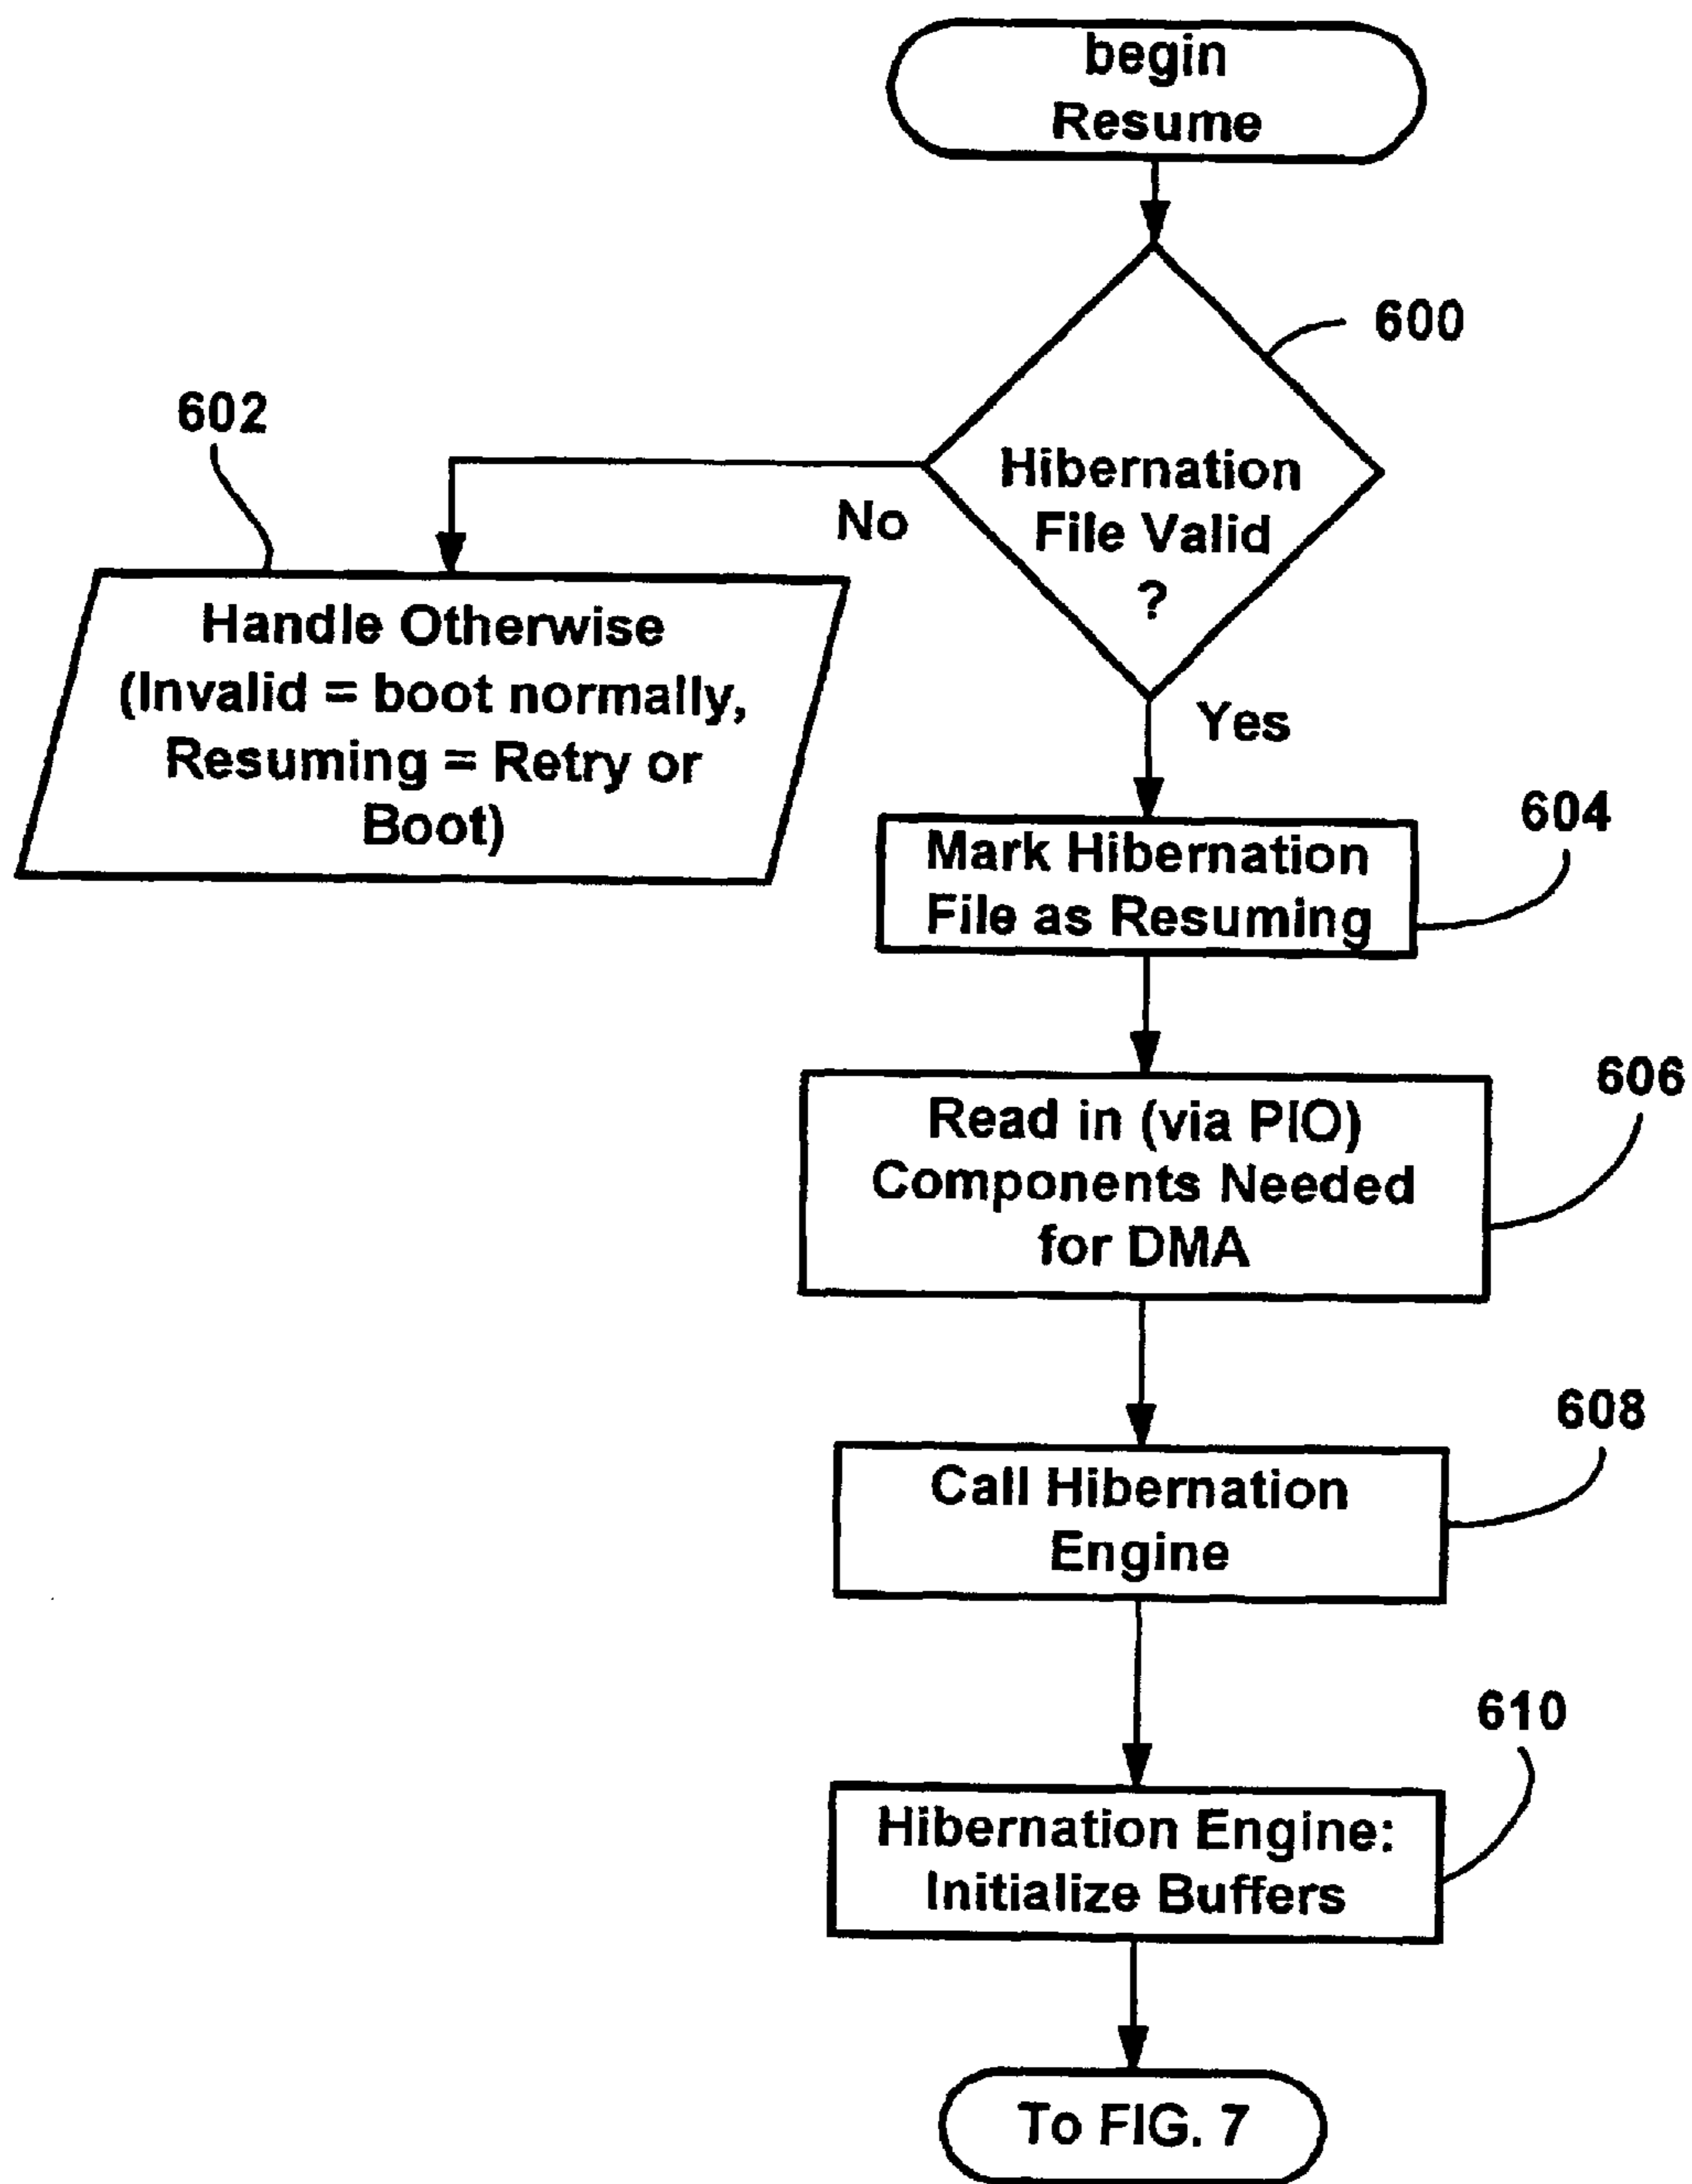 begin
Resume
600
Hibernation
File Valid
?
No
602
Handle Otherwise
(Invalid = boot normally,
Resuming = Retry or
Boot)
Yes
604
Mark Hibernation
File as Resuming
606
Read in (via PIO)
Components Needed
for DMA
608
Call Hibernation
Engine
610
Hibernation Engine:
Initialize Buffers
To FIG. 7